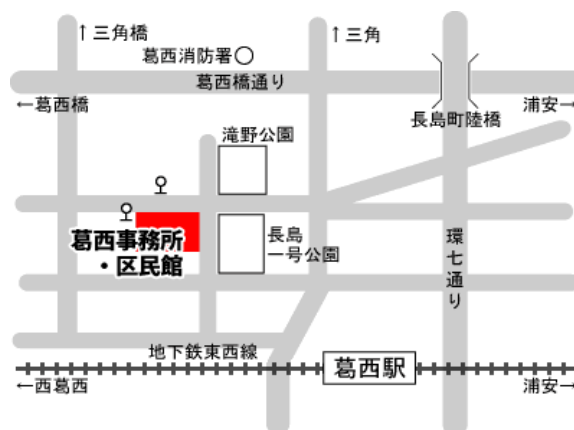 ↑三角橋
↑三角
葛西消防署
葛西橋通り
←葛西橋
浦安→
長島町陸橋
滝野公園
葛西事務所
・区民館
長島
一号公園
環七通り
地下鉄東西線
葛西駅
←西葛西
浦安→